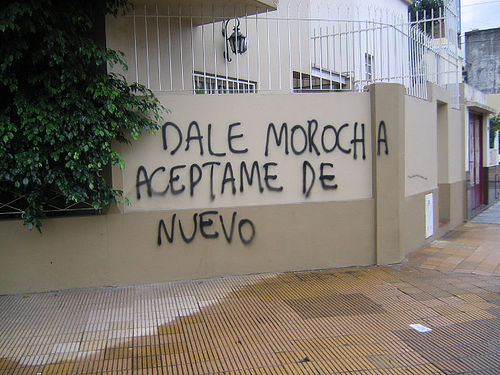 DALE MOROCHA
ACEPTAME DE
NUEVO